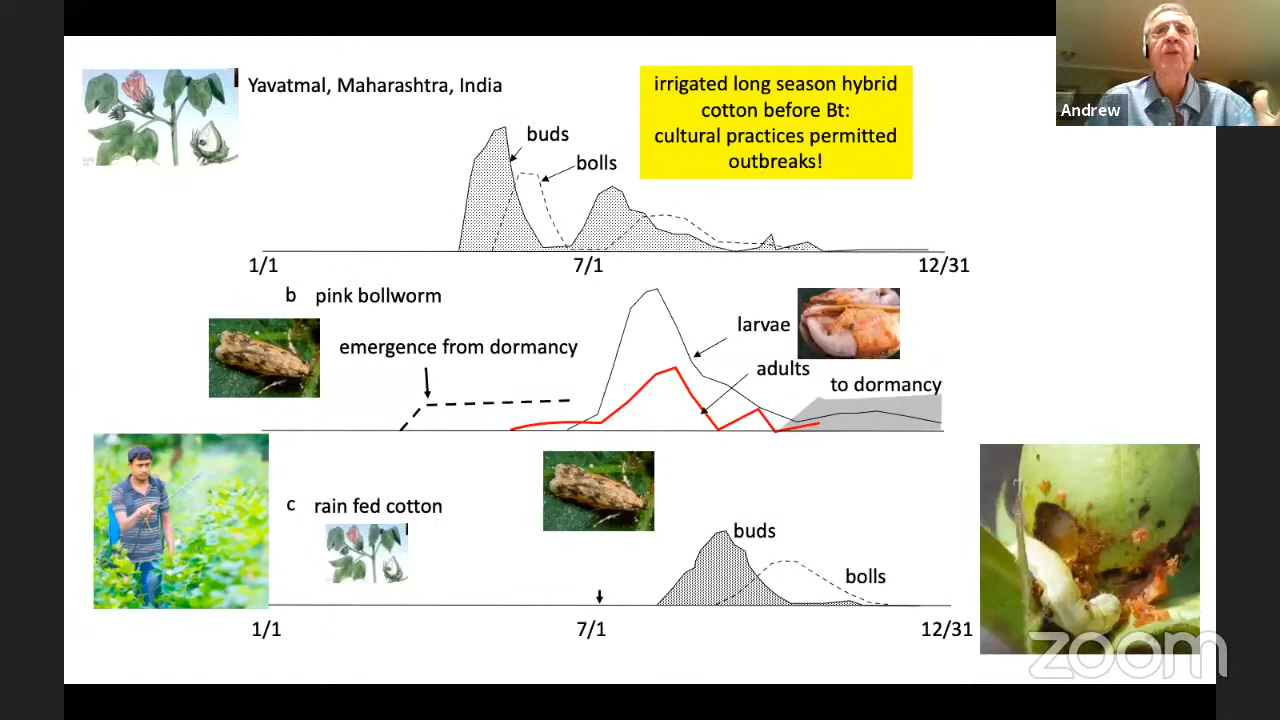 Yavatmal, Maharashtra, India
irrigated long season hybrid
cotton before Bt:
cultural practices permitted
outbreaks!
Andrew
buds
bolls
1/1
7/1
12/31
b pink bollworm
larvae
emergence from dormancy
adults
to dormancy
c rain fed cotton
buds
bolls
1/1
7/1
12/31
zoom